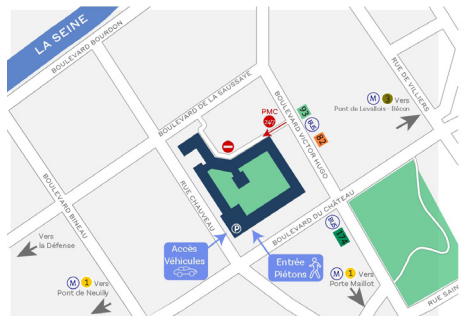 LA SEINE
BOULEVARD BOURDON
BOULEVARD DE LA SAUSSAYE
RUE DE VILLIERS
M 3 Vers
Pont de Levallois - Bécon
PMC
24/7
93
BUS
82
BOULEVARD VICTOR HUGO
BOULEVARD BINEAU
RUE CHAUVEAU
BOULEVARD DU CHÂTEAU
BUS
174
P
Accès
Véhicules
Entrée
Piétons
Vers
la Défense
M 1 Vers
Pont de Neuilly
M 1 Vers
Porte Maillot
RUE SAIN